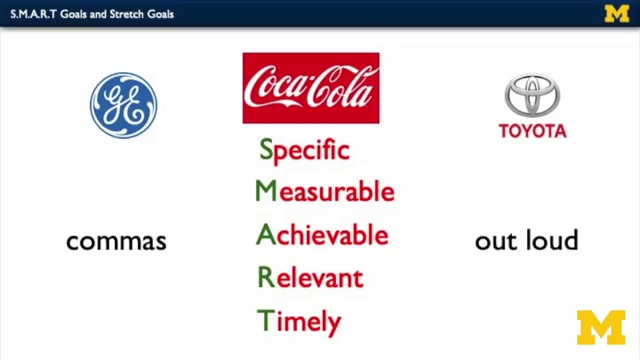 S.M.A.R.T Goals and Stretch Goals
M
GE
Coca-Cola
TOYOTA
Specific
Measurable
commas
Achievable
out loud
Relevant
Timely
M